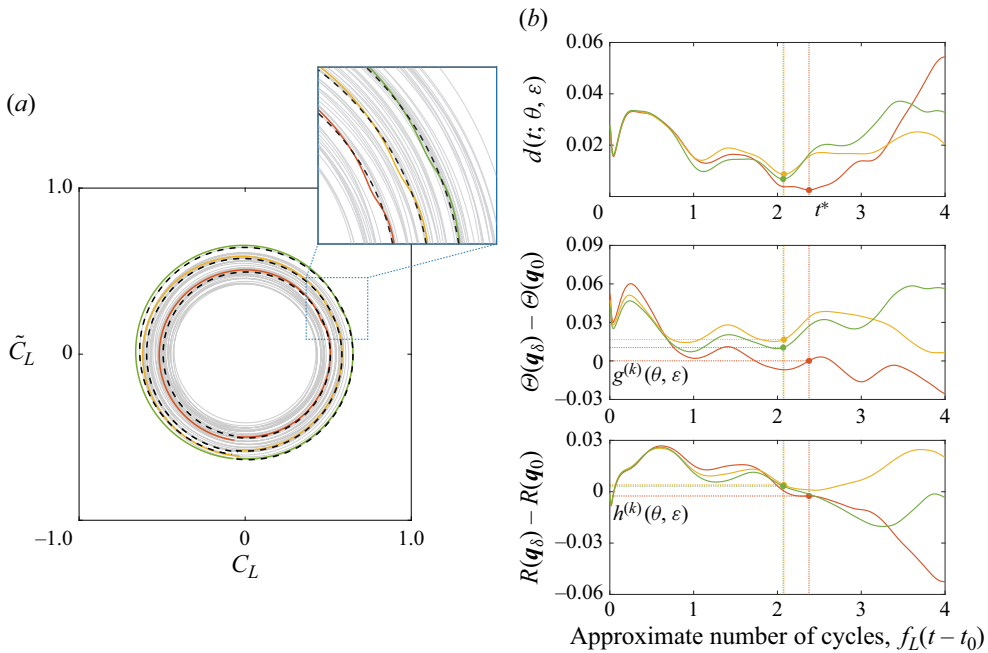 (a)
1.0
C̃_L
0
−1.0
0
1.0
C_L
(b)
0.06
0.04
0.02
d(t; θ, ε)
0
1
2
t*
3
4
0.09
0.06
0.03
0
−0.03
Θ(q_δ) – Θ(q_0)
g^(k)(θ, ε)
0
1
2
3
4
0.03
0
−0.03
−0.06
R(q_δ) – R(q_0)
h^(k)(θ, ε)
0
1
2
3
4
Approximate number of cycles, f_L(t – t_0)